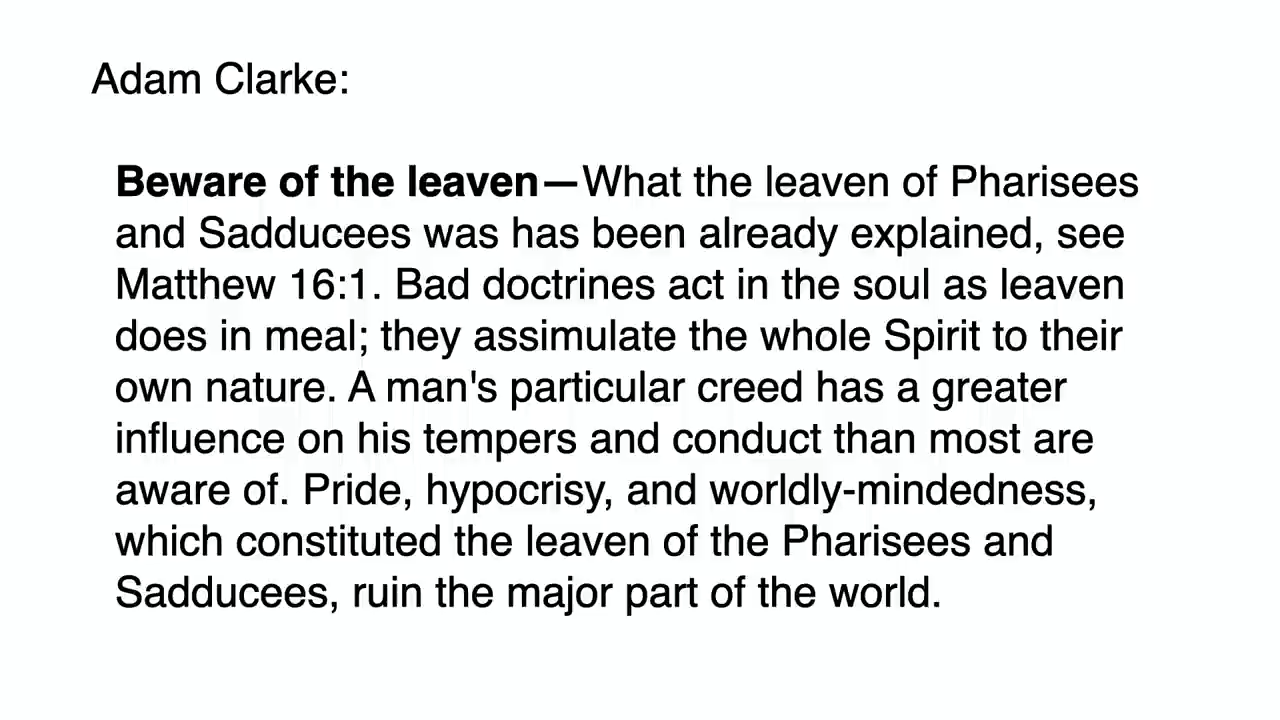 Adam Clarke:
Beware of the leaven—What the leaven of Pharisees
and Sadducees was has been already explained, see
Matthew 16:1. Bad doctrines act in the soul as leaven
does in meal; they assimulate the whole Spirit to their
own nature. A man's particular creed has a greater
influence on his tempers and conduct than most are
aware of. Pride, hypocrisy, and worldly-mindedness,
which constituted the leaven of the Pharisees and
Sadducees, ruin the major part of the world.